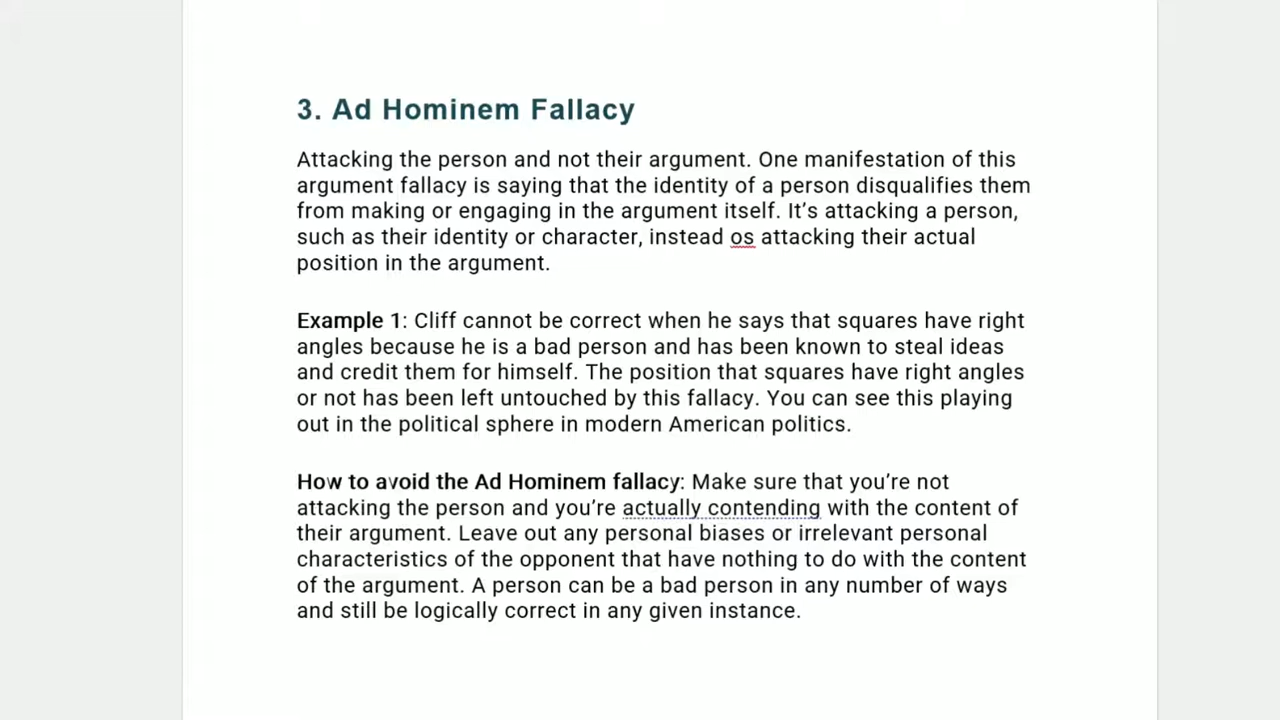 3. Ad Hominem Fallacy
Attacking the person and not their argument. One manifestation of this
argument fallacy is saying that the identity of a person disqualifies them
from making or engaging in the argument itself. It’s attacking a person,
such as their identity or character, instead os attacking their actual
position in the argument.
Example 1: Cliff cannot be correct when he says that squares have right
angles because he is a bad person and has been known to steal ideas
and credit them for himself. The position that squares have right angles
or not has been left untouched by this fallacy. You can see this playing
out in the political sphere in modern American politics.
How to avoid the Ad Hominem fallacy: Make sure that you’re not
attacking the person and you’re actually contending with the content of
their argument. Leave out any personal biases or irrelevant personal
characteristics of the opponent that have nothing to do with the content
of the argument. A person can be a bad person in any number of ways
and still be logically correct in any given instance.